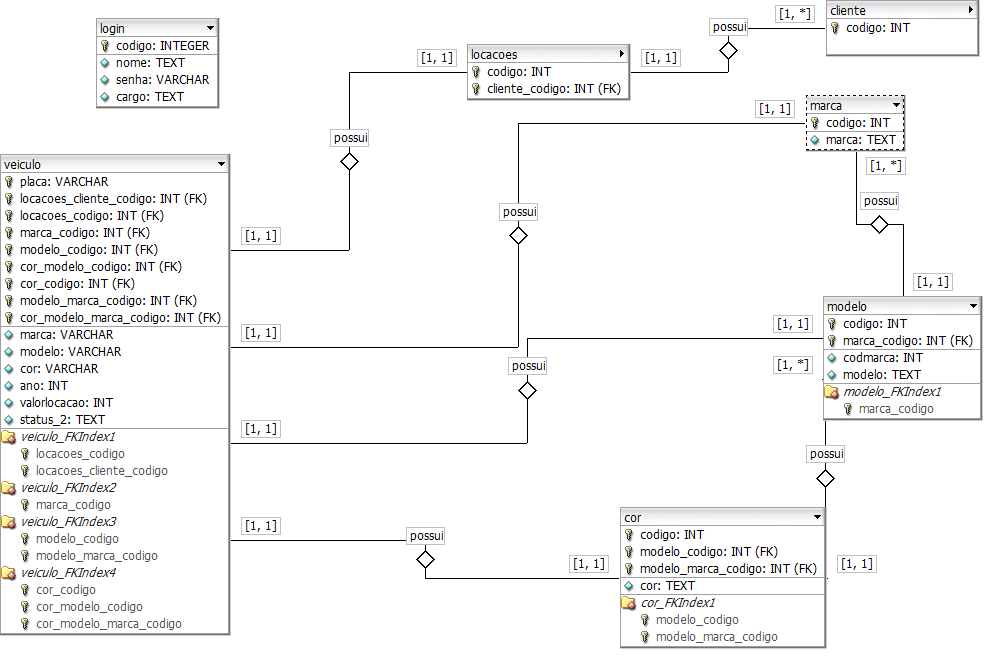 login
codigo: INTEGER
nome: TEXT
senha: VARCHAR
cargo: TEXT
[1, 1]
locacoes
codigo: INT
cliente_codigo: INT (FK)
[1, 1]
possui
[1, *]
cliente
codigo: INT
possui
[1, 1]
marca
codigo: INT
marca: TEXT
[1, *]
possui
[1, 1]
veiculo
placa: VARCHAR
locacoes_cliente_codigo: INT (FK)
locacoes_codigo: INT (FK)
marca_codigo: INT (FK)
modelo_codigo: INT (FK)
cor_modelo_codigo: INT (FK)
cor_codigo: INT (FK)
modelo_marca_codigo: INT (FK)
cor_modelo_marca_codigo: INT (FK)
marca: VARCHAR
modelo: VARCHAR
cor: VARCHAR
ano: INT
valorlocacao: INT
status_2: TEXT
veiculo_FKIndex1
locacoes_codigo
locacoes_cliente_codigo
veiculo_FKIndex2
marca_codigo
veiculo_FKIndex3
modelo_codigo
modelo_marca_codigo
veiculo_FKIndex4
cor_codigo
cor_modelo_codigo
cor_modelo_marca_codigo
[1, 1]
possui
[1, 1]
[1, 1]
possui
[1, 1]
[1, *]
modelo
codigo: INT
marca_codigo: INT (FK)
codmarca: INT
modelo: TEXT
modelo_FKIndex1
marca_codigo
possui
[1, 1]
possui
[1, 1]
cor
codigo: INT
modelo_codigo: INT (FK)
modelo_marca_codigo: INT (FK)
cor: TEXT
cor_FKIndex1
modelo_codigo
modelo_marca_codigo
[1, 1]